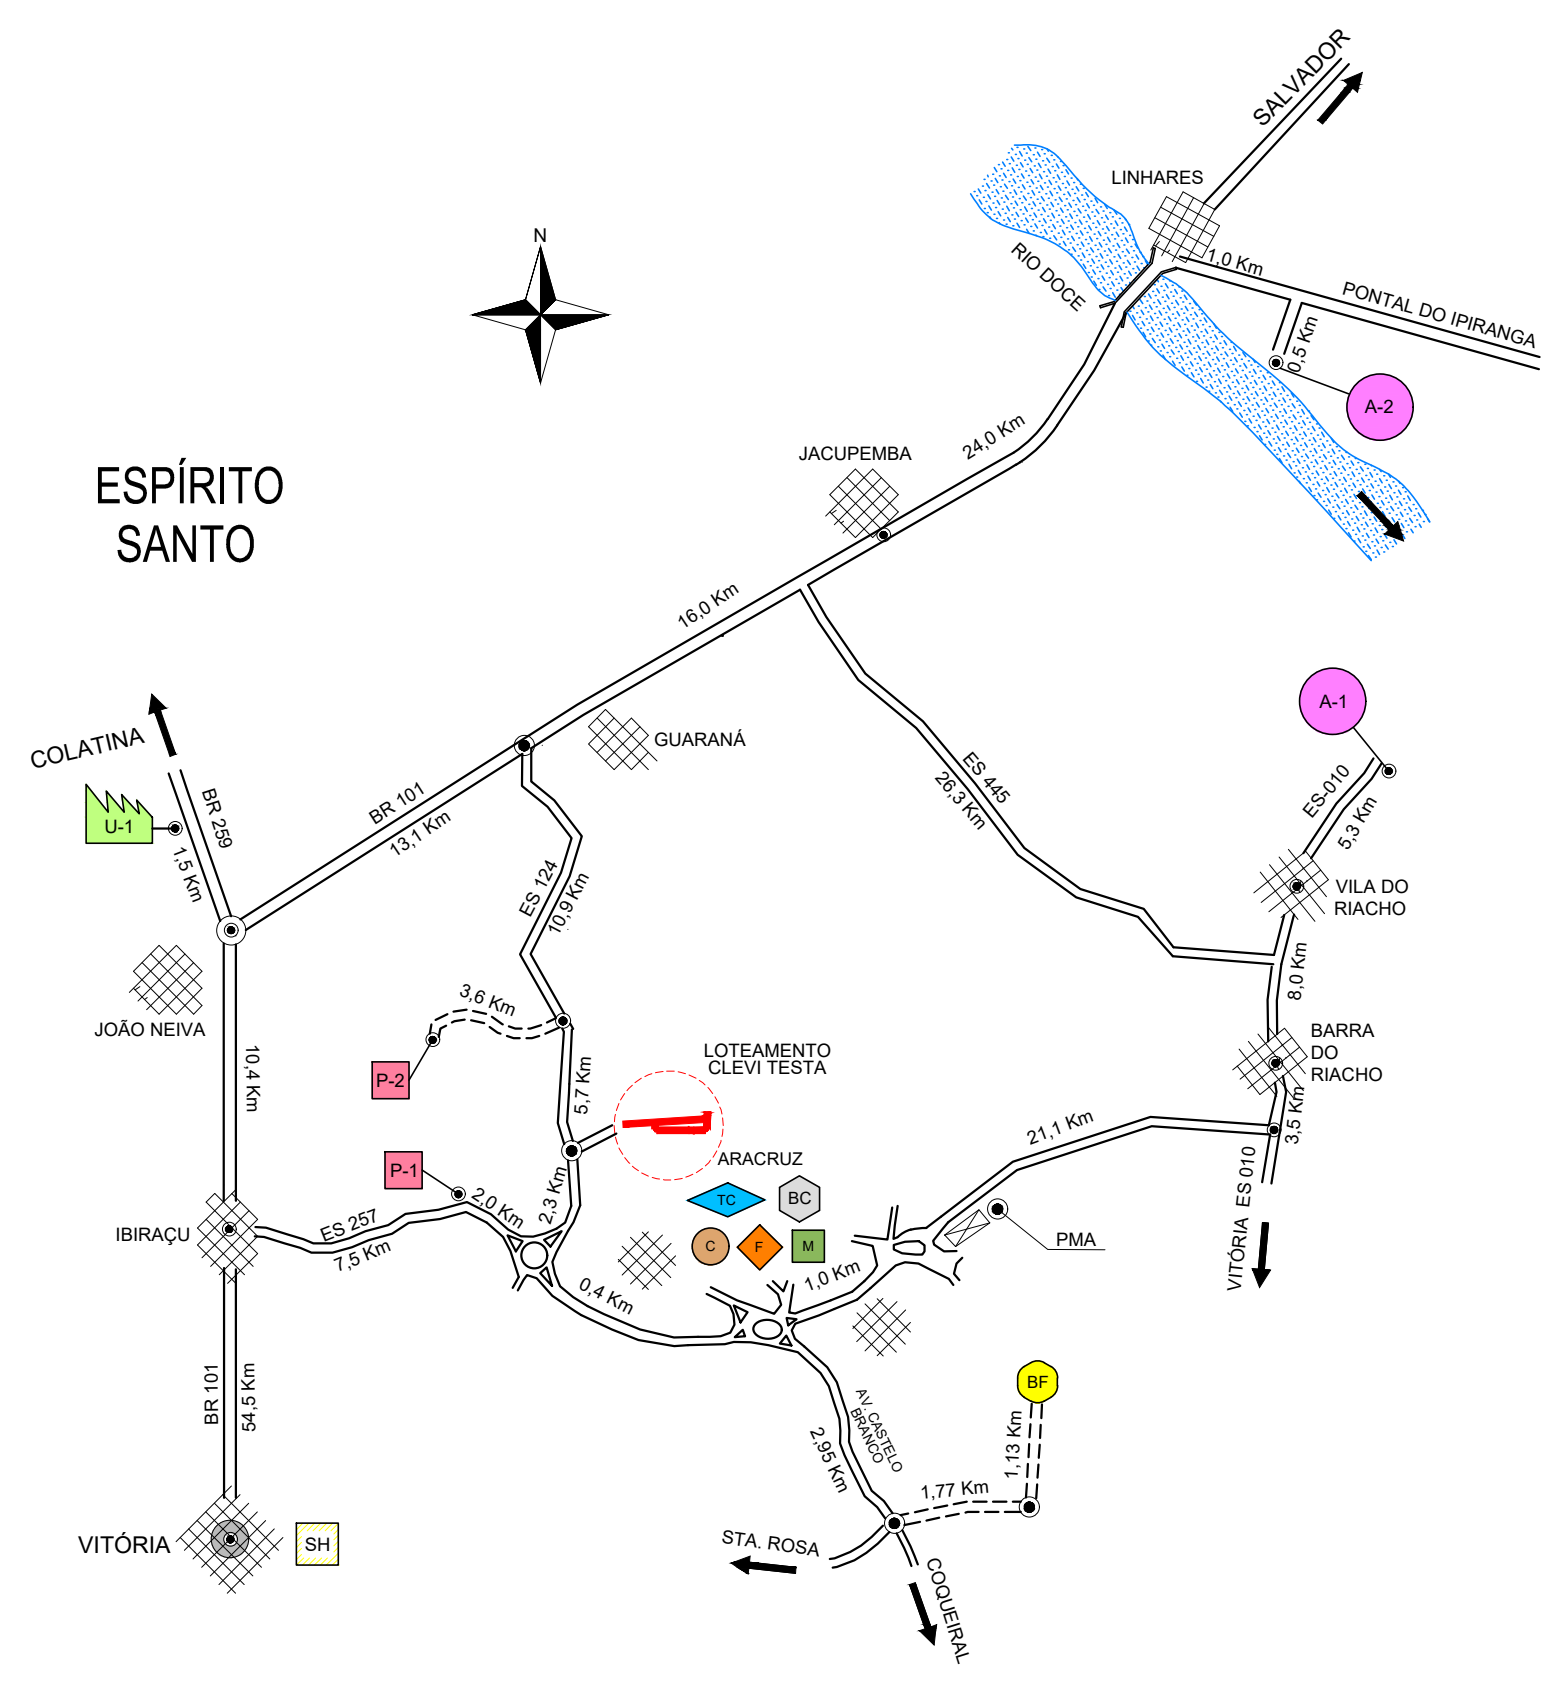 SALVADOR
LINHARES
RIO DOCE
1,0 Km
PONTAL DO IPIRANGA
0,5 Km
A-2
N
24,0 Km
JACUPEMBA
ESPÍRITO
SANTO
16,0 Km
A-1
GUARANÁ
COLATINA
BR 259
U-1
1,5 Km
BR 101
13,1 Km
ES 445
26,3 Km
ES-010
5,3 Km
VILA DO
RIACHO
ES 124
10,9 Km
8,0 Km
3,6 Km
JOÃO NEIVA
BARRA
DO
RIACHO
10,4 Km
P-2
5,7 Km
LOTEAMENTO
CLEVI TESTA
21,1 Km
3,5 Km
P-1
ARACRUZ
TC
BC
C
F
M
2,0 Km
2,3 Km
IBIRAÇU
ES 257
7,5 Km
PMA
VITÓRIA ES 010
0,4 Km
1,0 Km
BR 101
54,5 Km
AV. CASTELO
BRANCO
2,95 Km
BF
1,13 Km
1,77 Km
VITÓRIA
SH
STA. ROSA
COQUEIRAL